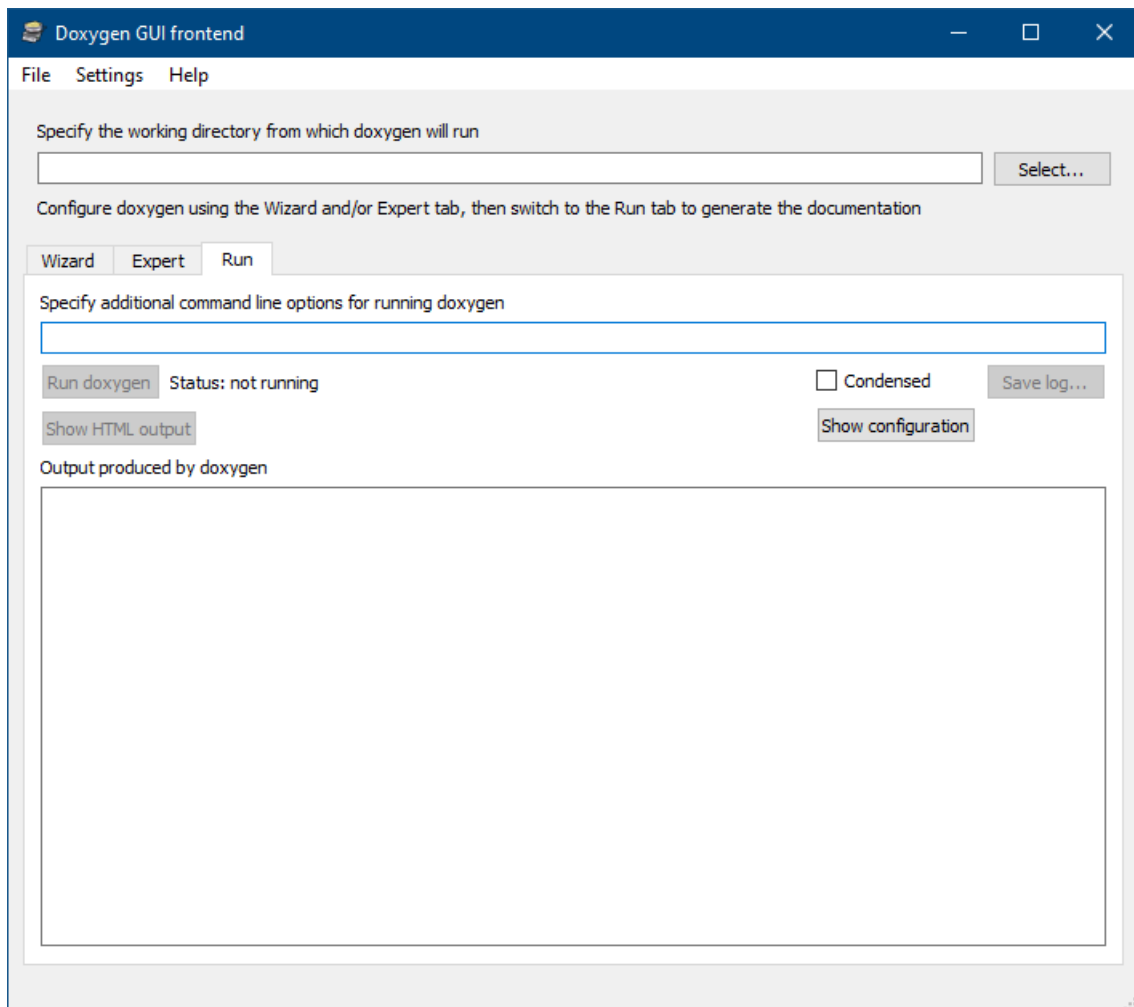 Doxygen GUI frontend
File Settings Help
Specify the working directory from which doxygen will run
Select...
Configure doxygen using the Wizard and/or Expert tab, then switch to the Run tab to generate the documentation
Wizard Expert Run
Specify additional command line options for running doxygen
Run doxygen Status: not running Condensed Save log...
Show HTML output Show configuration
Output produced by doxygen